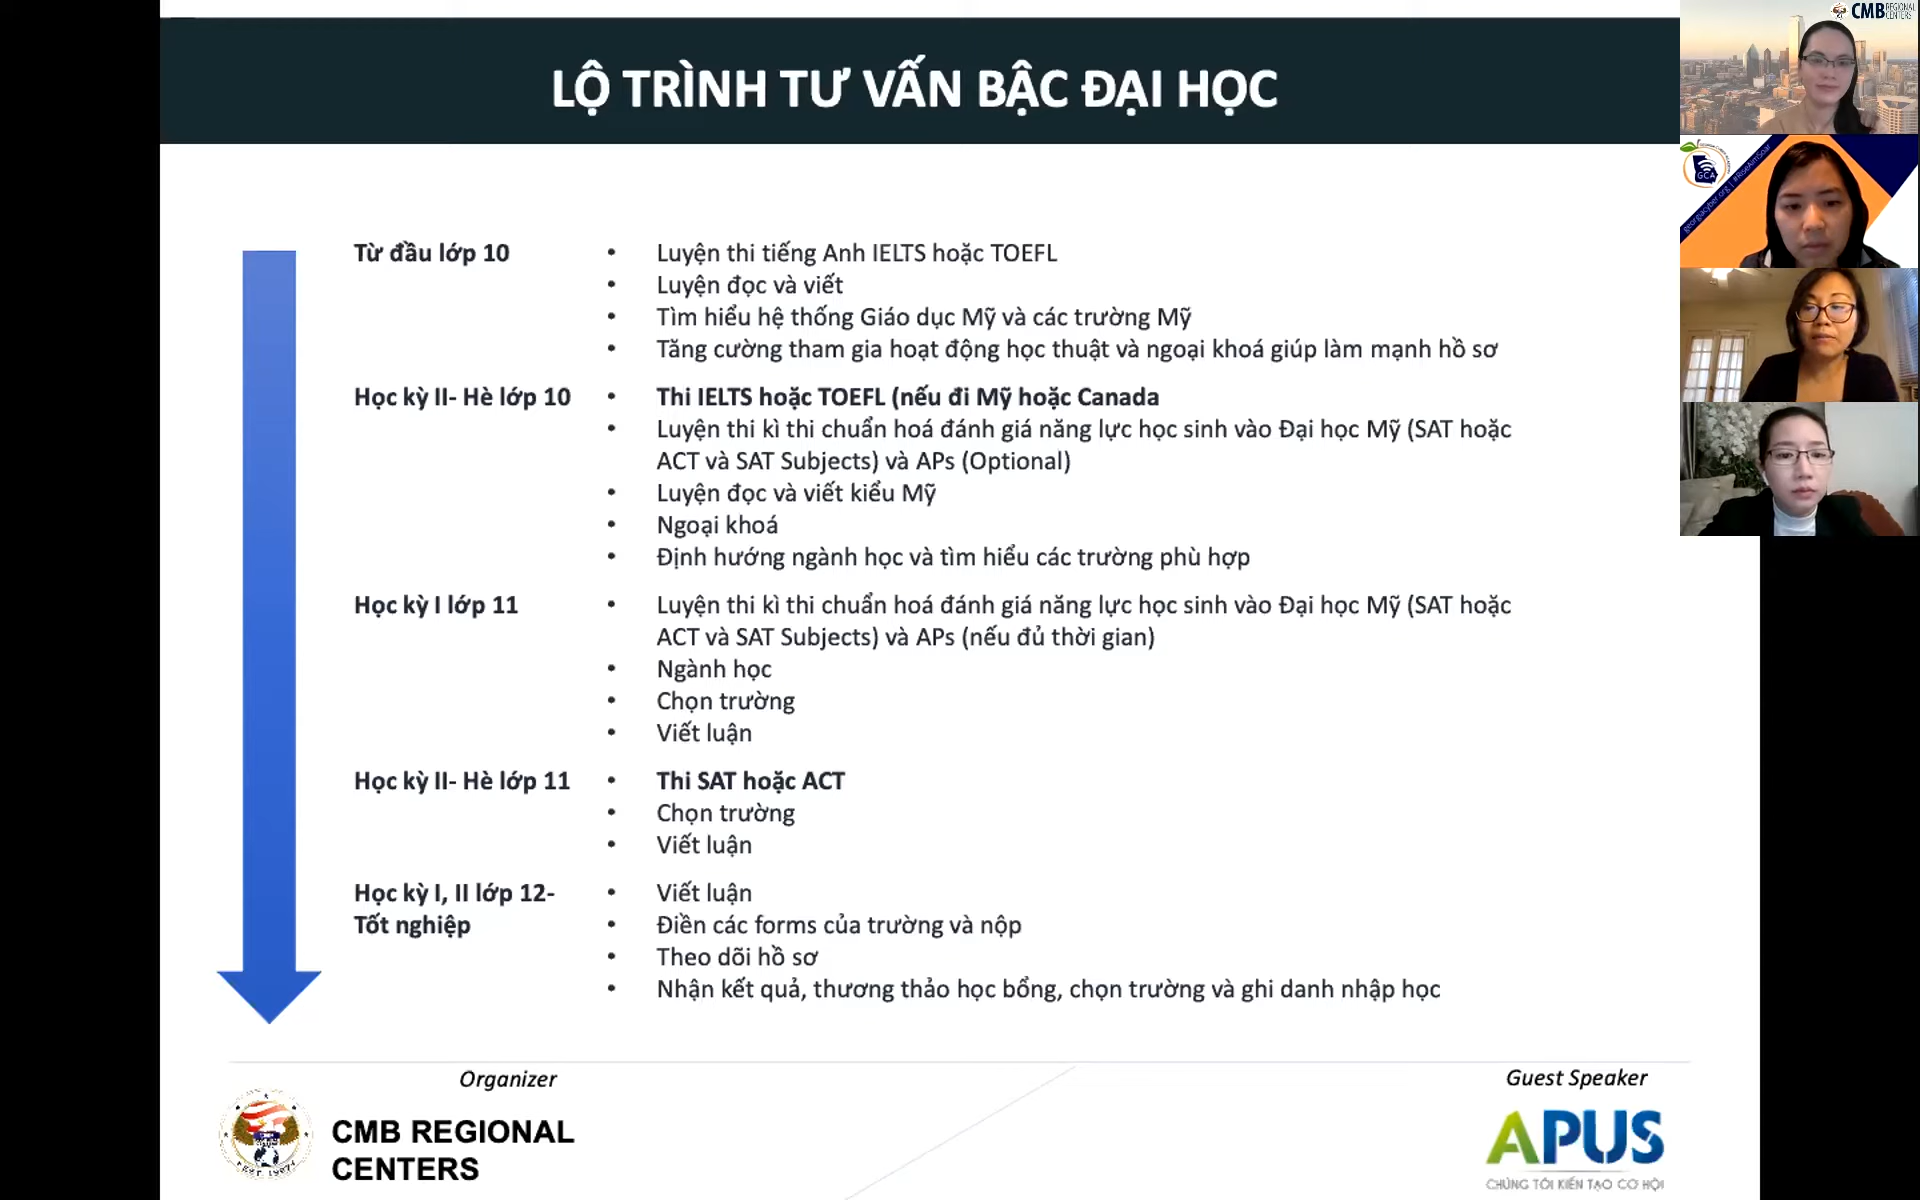 LỘ TRÌNH TƯ VẤN BẬC ĐẠI HỌC
Từ đầu lớp 10
• Luyện thi tiếng Anh IELTS hoặc TOEFL
• Luyện đọc và viết
• Tìm hiểu hệ thống Giáo dục Mỹ và các trường Mỹ
• Tăng cường tham gia hoạt động học thuật và ngoại khoá giúp làm mạnh hồ sơ
Học kỳ II- Hè lớp 10
• Thi IELTS hoặc TOEFL (nếu đi Mỹ hoặc Canada
• Luyện thi kì thi chuẩn hoá đánh giá năng lực học sinh vào Đại học Mỹ (SAT hoặc
ACT và SAT Subjects) và APs (Optional)
• Luyện đọc và viết kiểu Mỹ
• Ngoại khoá
• Định hướng ngành học và tìm hiểu các trường phù hợp
Học kỳ I lớp 11
• Luyện thi kì thi chuẩn hoá đánh giá năng lực học sinh vào Đại học Mỹ (SAT hoặc
ACT và SAT Subjects) và APs (nếu đủ thời gian)
• Ngành học
• Chọn trường
• Viết luận
Học kỳ II- Hè lớp 11
• Thi SAT hoặc ACT
• Chọn trường
• Viết luận
Học kỳ I, II lớp 12-
Tốt nghiệp
• Viết luận
• Điền các forms của trường và nộp
• Theo dõi hồ sơ
• Nhận kết quả, thương thảo học bổng, chọn trường và ghi danh nhập học
Organizer
CMB REGIONAL
CENTERS
EST. 1997
Guest Speaker
APUS
CHÚNG TÔI KIẾN TẠO CƠ HỘI
CMB REGIONAL CENTERS
GCA
georgiacyber.org | #RiseAimSoar